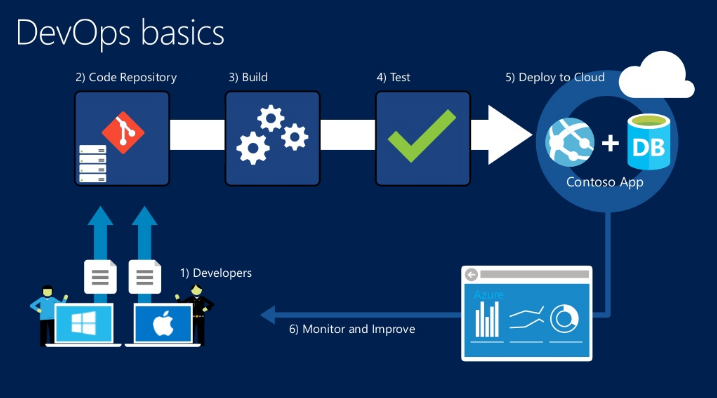 DevOps basics
2) Code Repository
3) Build
4) Test
5) Deploy to Cloud
DB
Contoso App
1) Developers
Azure
6) Monitor and Improve